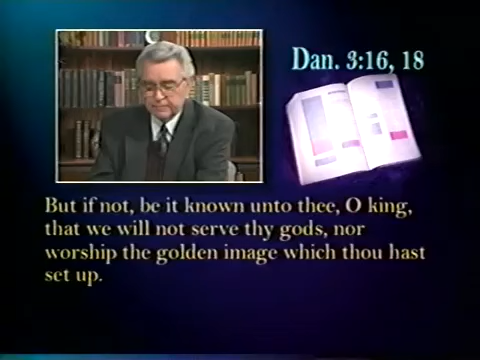 Dan. 3:16, 18
But if not, be it known unto thee, O king,
that we will not serve thy gods, nor
worship the golden image which thou hast
set up.